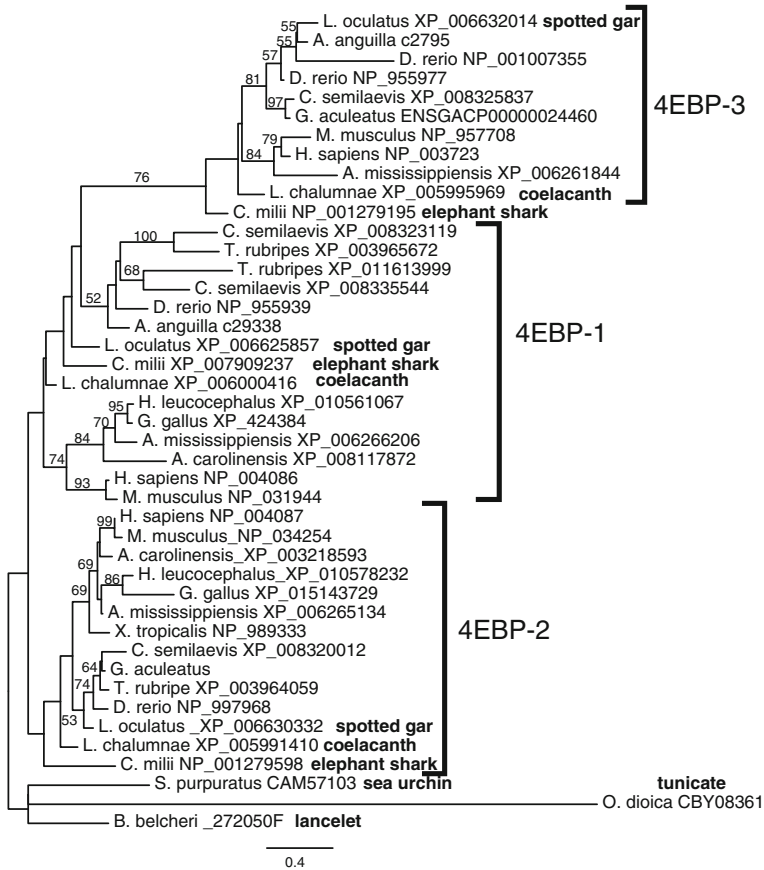 55
L. oculatus XP_006632014 spotted gar
55
A. anguilla c2795
57
D. rerio NP_001007355
81
D. rerio NP_955977
C. semilaevis XP_008325837
97
G. aculeatus ENSGACP00000024460
4EBP-3
79
M. musculus NP_957708
84
H. sapiens NP_003723
A. mississippiensis XP_006261844
76
L. chalumnae XP_005995969 coelacanth
C. milii NP_001279195 elephant shark
100
C. semilaevis XP_008323119
T. rubripes XP_003965672
68
T. rubripes XP_011613999
C. semilaevis XP_008335544
52
D. rerio NP_955939
A. anguilla c29338
4EBP-1
L. oculatus XP_006625857 spotted gar
C. milii XP_007909237 elephant shark
L. chalumnae XP_006000416 coelacanth
95
H. leucocephalus XP_010561067
70
G. gallus XP_424384
84
A. mississippiensis XP_006266206
74
A. carolinensis XP_008117872
93
H. sapiens NP_004086
M. musculus NP_031944
99
H. sapiens NP_004087
M. musculus_NP_034254
A. carolinensis_XP_003218593
69
86
H. leucocephalus_XP_010578232
69
G. gallus XP_015143729
A. mississippiensis XP_006265134
X. tropicalis NP_989333
4EBP-2
C. semilaevis XP_008320012
64
G. aculeatus
74
T. rubripe XP_003964059
D. rerio NP_997968
53
L. oculatus _XP_006630332 spotted gar
L. chalumnae XP_005991410 coelacanth
C. milii NP_001279598 elephant shark
S. purpuratus CAM57103 sea urchin
tunicate
O. dioica CBY08361
B. belcheri _272050F lancelet
0.4